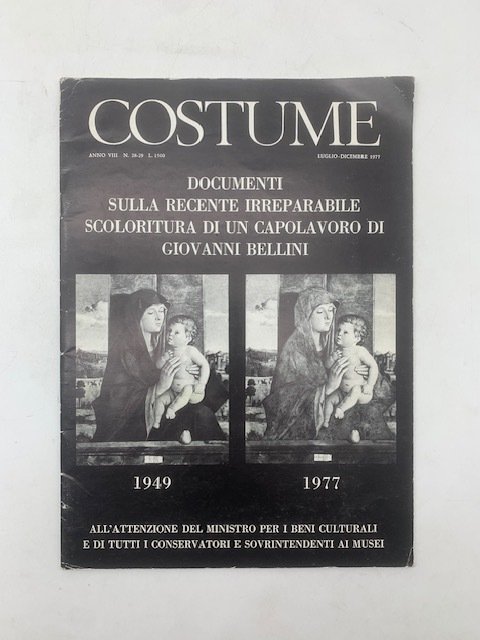 COSTUME
ANNO VIII N. 28-29 L. 1500 LUGLIO-DICEMBRE 1977
DOCUMENTI
SULLA RECENTE IRREPARABILE
SCOLORITURA DI UN CAPOLAVORO DI
GIOVANNI BELLINI
1949 1977
ALL'ATTENZIONE DEL MINISTRO PER I BENI CULTURALI
E DI TUTTI I CONSERVATORI E SOVRINTENDENTI AI MUSEI